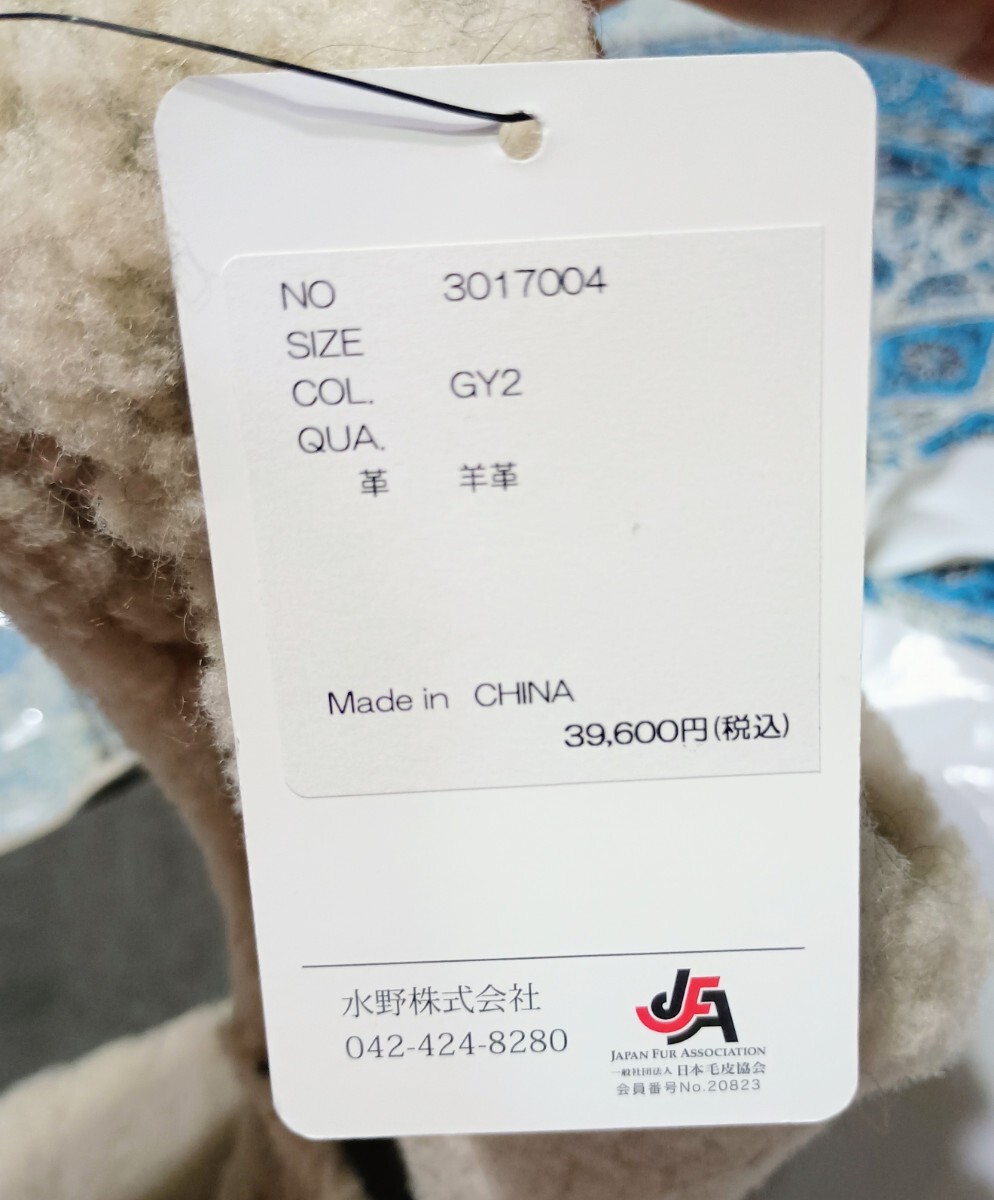 NO 3017004
SIZE
COL. GY2
QUA.
革 羊革
Made in CHINA
39,600円(税込)
水野株式会社
042-424-8280
JFA
JAPAN FUR ASSOCIATION
一般社団法人 日本毛皮協会
会員番号No.20823